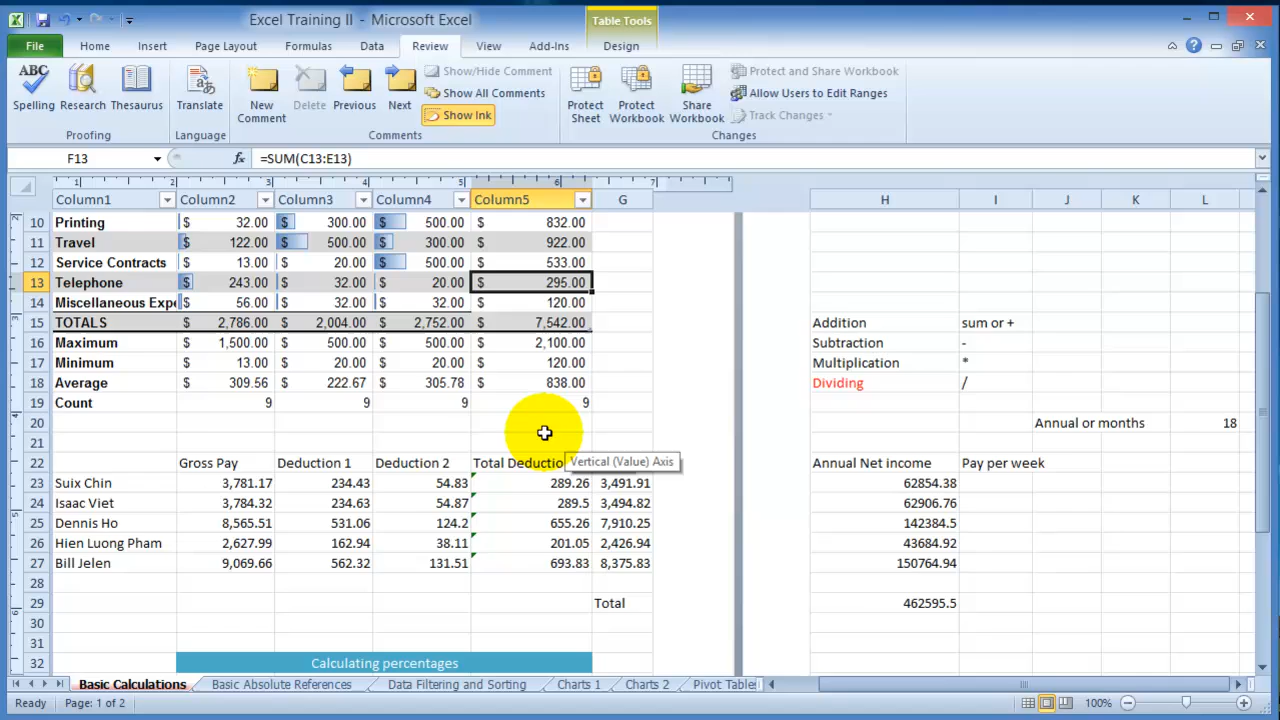 Excel Training II - Microsoft Excel
Table Tools
File Home Insert Page Layout Formulas Data Review View Add-Ins Design
ABC
Spelling Research Thesaurus
Proofing
Translate
Language
New Comment Delete Previous Next
Show/Hide Comment
Show All Comments
Show Ink
Comments
Protect Sheet Protect Workbook Share Workbook
Protect and Share Workbook
Allow Users to Edit Ranges
Track Changes
Changes
F13 fx =SUM(C13:E13)
1 2 3 4 5 6 7
Column1 Column2 Column3 Column4 Column5 G H I J K L
10 Printing $ 32.00 $ 300.00 $ 500.00 $ 832.00
11 Travel $ 122.00 $ 500.00 $ 300.00 $ 922.00
12 Service Contracts $ 13.00 $ 20.00 $ 500.00 $ 533.00
13 Telephone $ 243.00 $ 32.00 $ 20.00 $ 295.00
14 Miscellaneous Expe $ 56.00 $ 32.00 $ 32.00 $ 120.00
15 TOTALS $ 2,786.00 $ 2,004.00 $ 2,752.00 $ 7,542.00 Addition sum or +
16 Maximum $ 1,500.00 $ 500.00 $ 500.00 $ 2,100.00 Subtraction -
17 Minimum $ 13.00 $ 20.00 $ 20.00 $ 120.00 Multiplication *
18 Average $ 309.56 $ 222.67 $ 305.78 $ 838.00 Dividing /
19 Count 9 9 9 9
20 Annual or months 18
21
22 Gross Pay Deduction 1 Deduction 2 Total Deductio Annual Net income Pay per week
Vertical (Value) Axis
23 Suix Chin 3,781.17 234.43 54.83 289.26 3,491.91 62854.38
24 Isaac Viet 3,784.32 234.63 54.87 289.5 3,494.82 62906.76
25 Dennis Ho 8,565.51 531.06 124.2 655.26 7,910.25 142384.5
26 Hien Luong Pham 2,627.99 162.94 38.11 201.05 2,426.94 43684.92
27 Bill Jelen 9,069.66 562.32 131.51 693.83 8,375.83 150764.94
28
29 Total 462595.5
30
31
32 Calculating percentages
Basic Calculations Basic Absolute References Data Filtering and Sorting Charts 1 Charts 2 Pivot Table
Ready Page: 1 of 2 100%